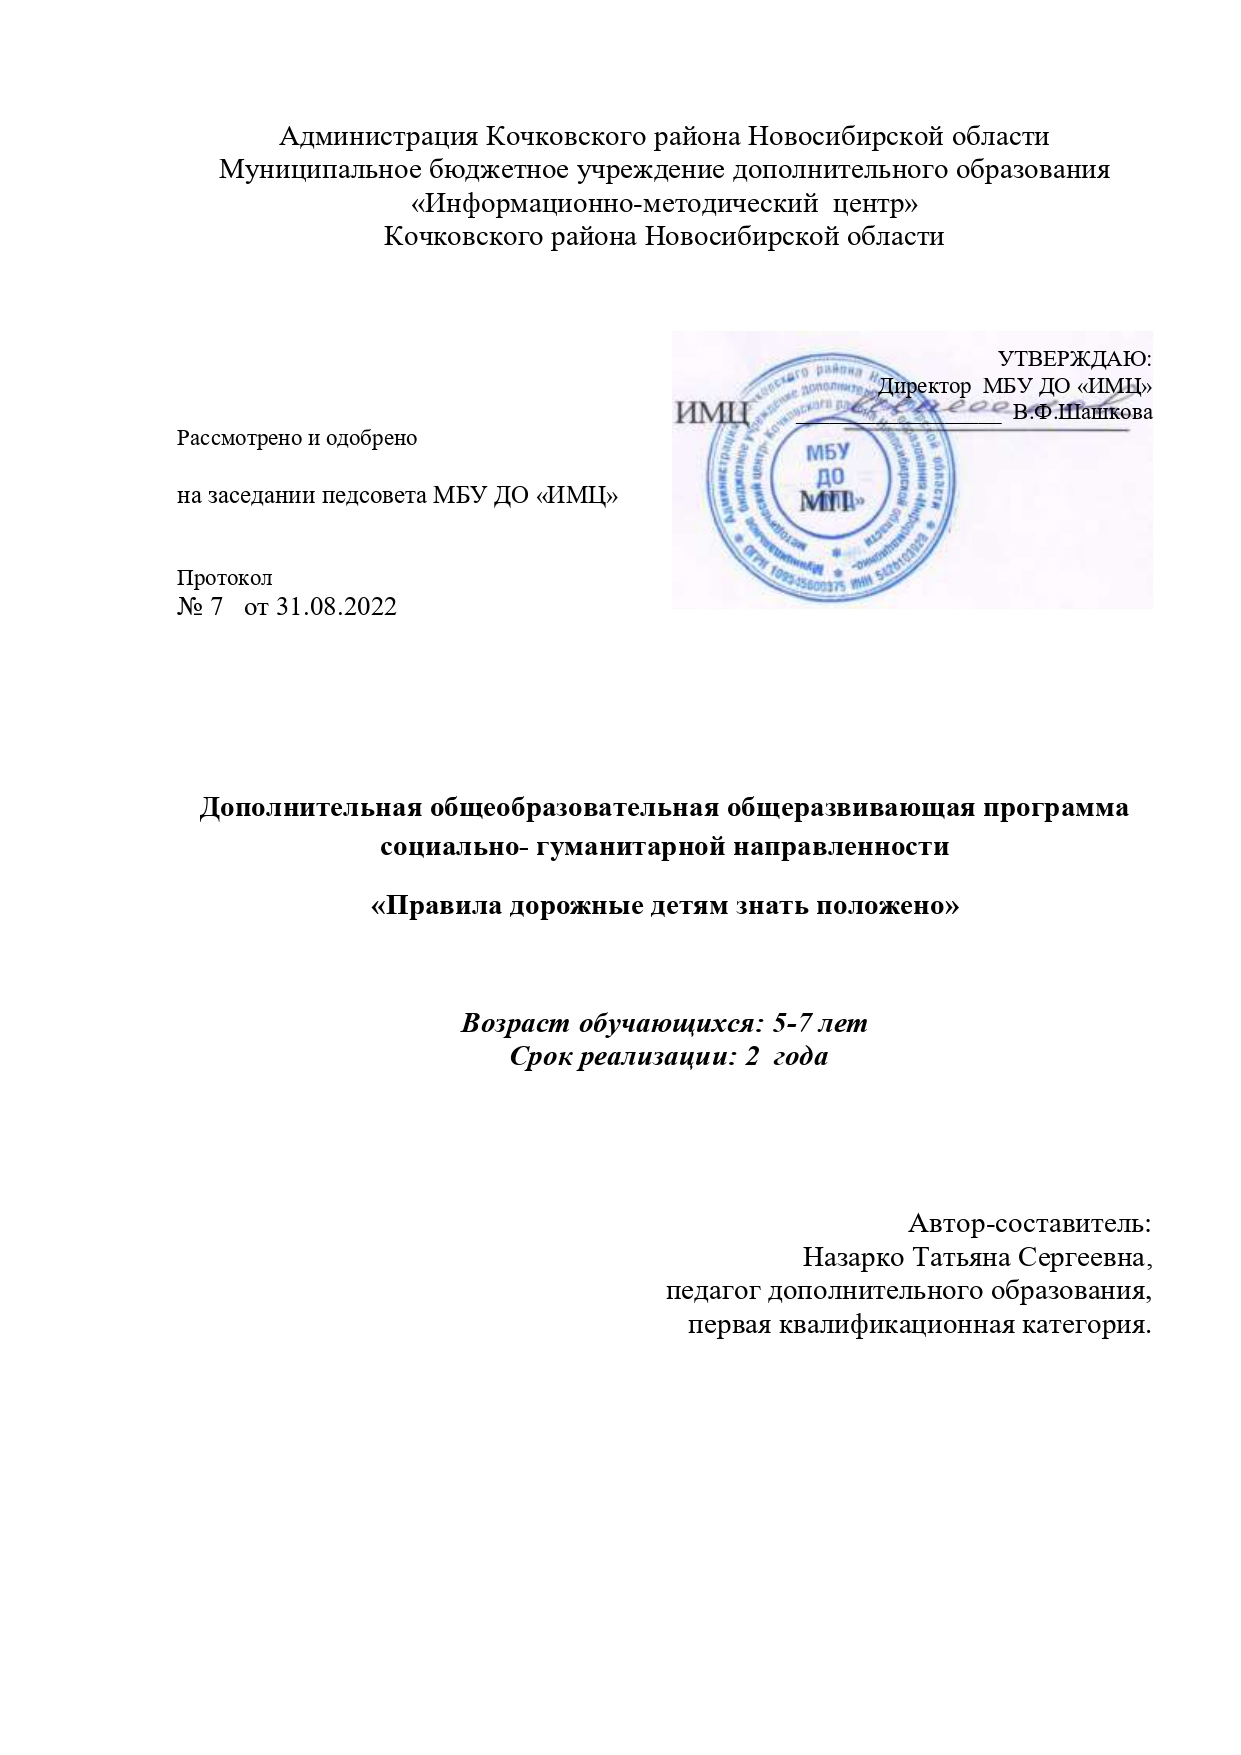 Администрация Кочковского района Новосибирской области
Муниципальное бюджетное учреждение дополнительного образования
«Информационно-методический центр»
Кочковского района Новосибирской области
УТВЕРЖДАЮ:
Директор МБУ ДО «ИМЦ»
ИМЦ _________________ В.Ф.Шашкова
Рассмотрено и одобрено
МБУ
ДО
МП
на заседании педсовета МБУ ДО «ИМЦ»
Протокол
№ 7 от 31.08.2022
Дополнительная общеобразовательная общеразвивающая программа
социально- гуманитарной направленности
«Правила дорожные детям знать положено»
Возраст обучающихся: 5-7 лет
Срок реализации: 2 года
Автор-составитель:
Назарко Татьяна Сергеевна,
педагог дополнительного образования,
первая квалификационная категория.